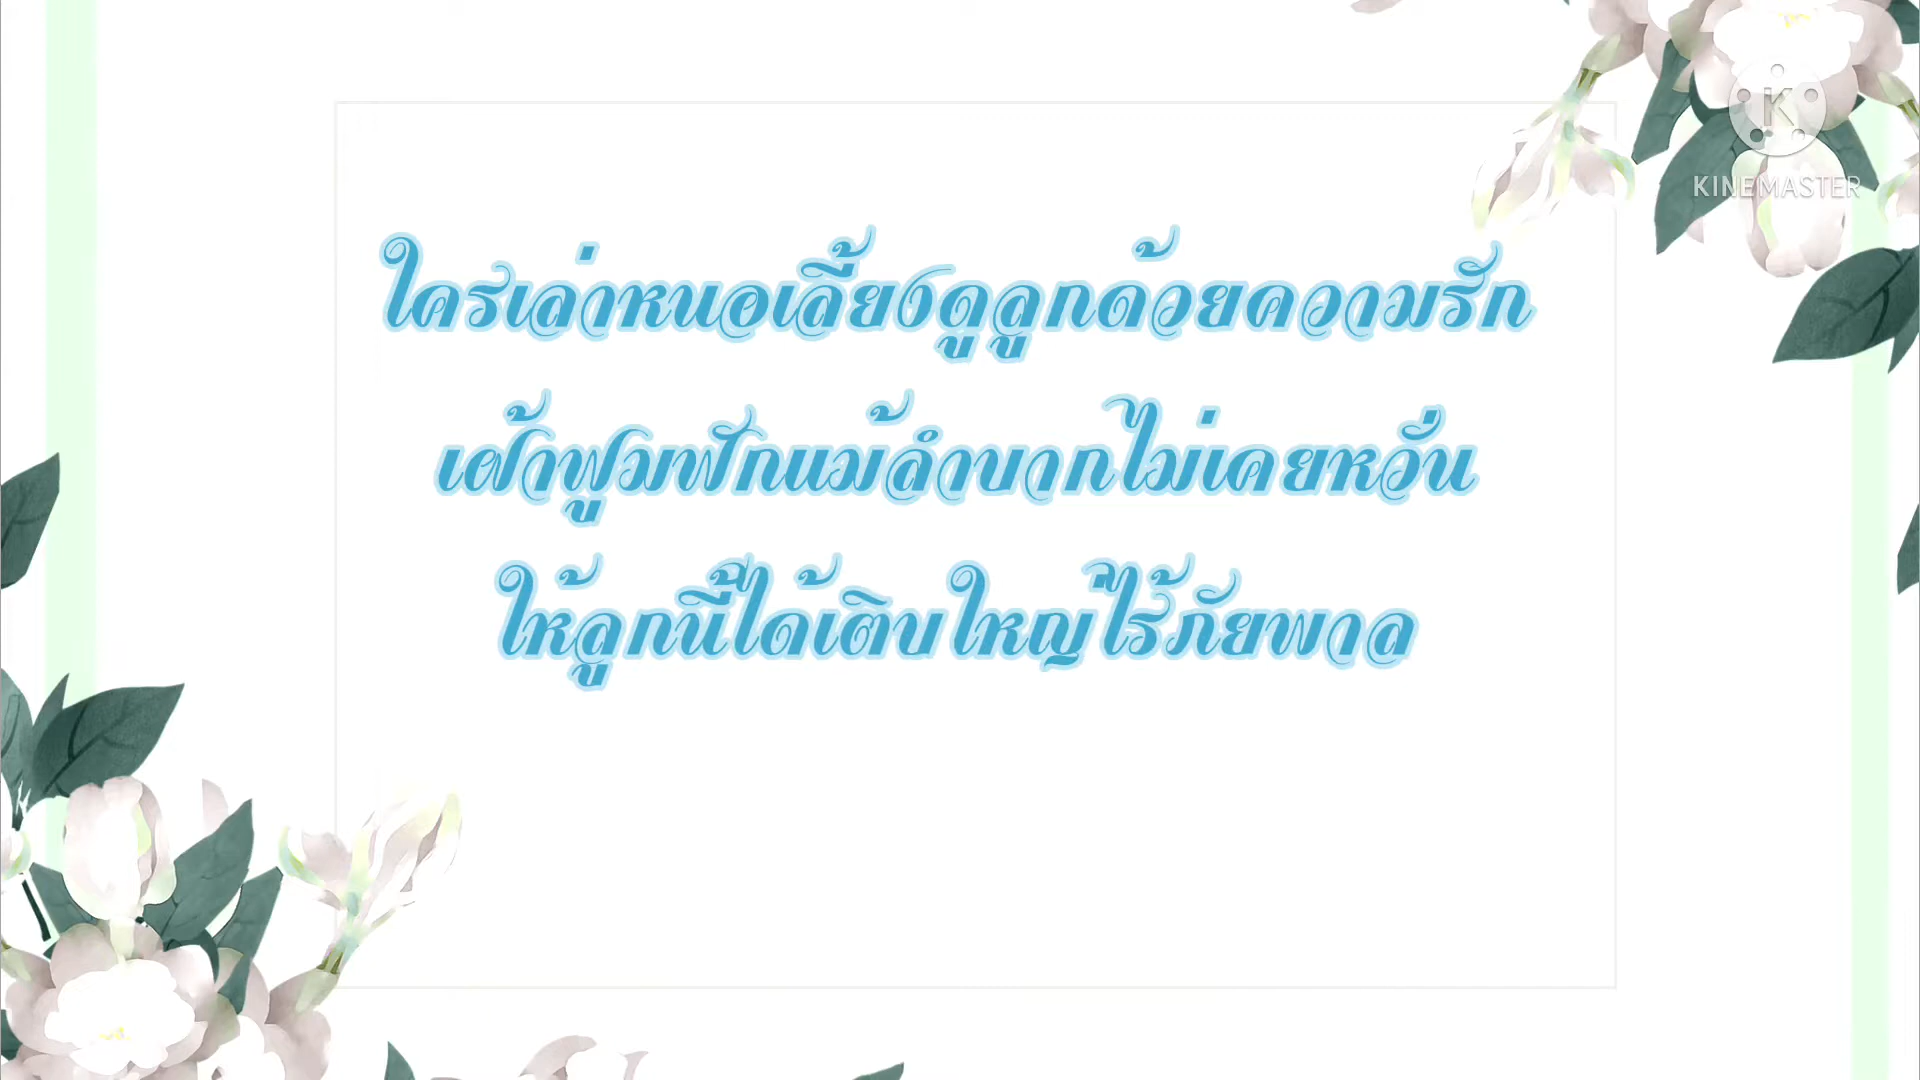 KINEMASTER
ใครเล่าหนอเลี้ยงดูลูกด้วยความรัก
เฝ้าฟูมฟักแม้ลำบากไม่เคยหวั่น
ให้ลูกนี้ได้เติบใหญ่ไร้ภัยพาล